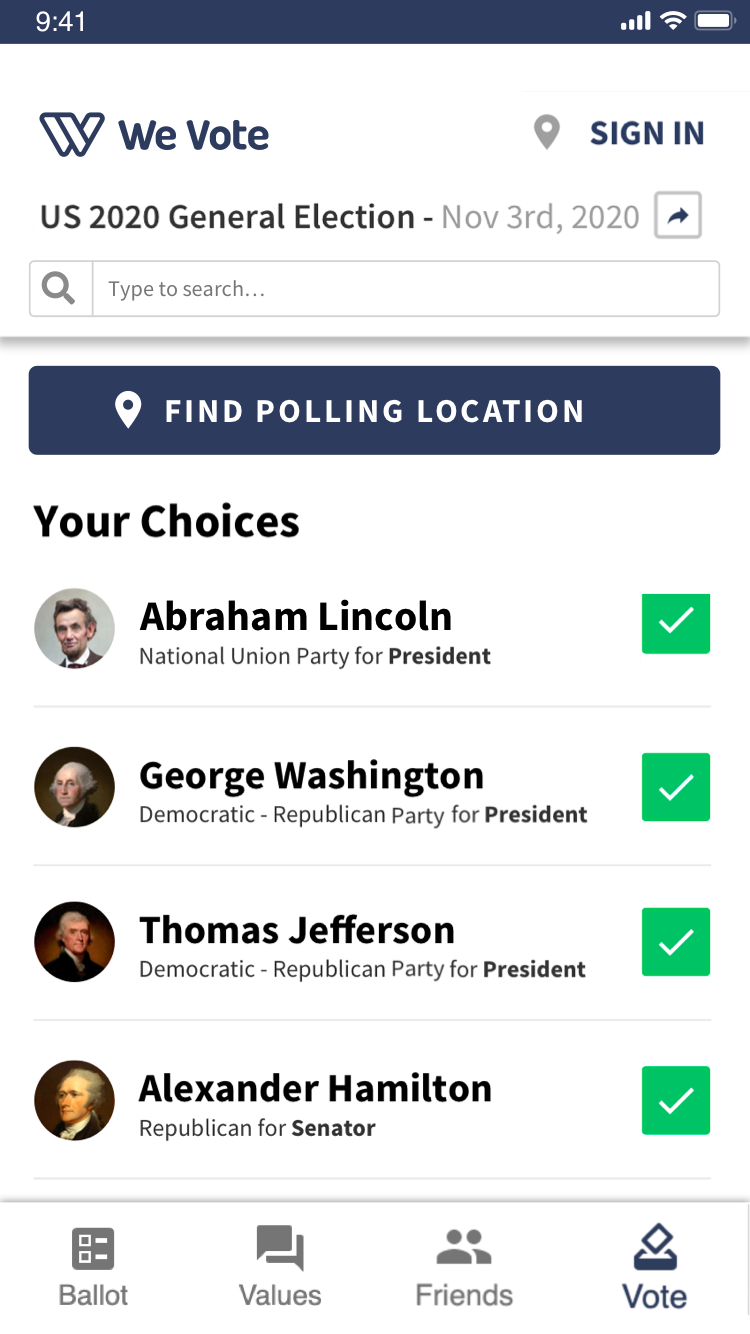 9:41
We Vote
SIGN IN
US 2020 General Election - Nov 3rd, 2020
Type to search...
FIND POLLING LOCATION
Your Choices
Abraham Lincoln
National Union Party for President
George Washington
Democratic - Republican Party for President
Thomas Jefferson
Democratic - Republican Party for President
Alexander Hamilton
Republican for Senator
Ballot Values Friends Vote